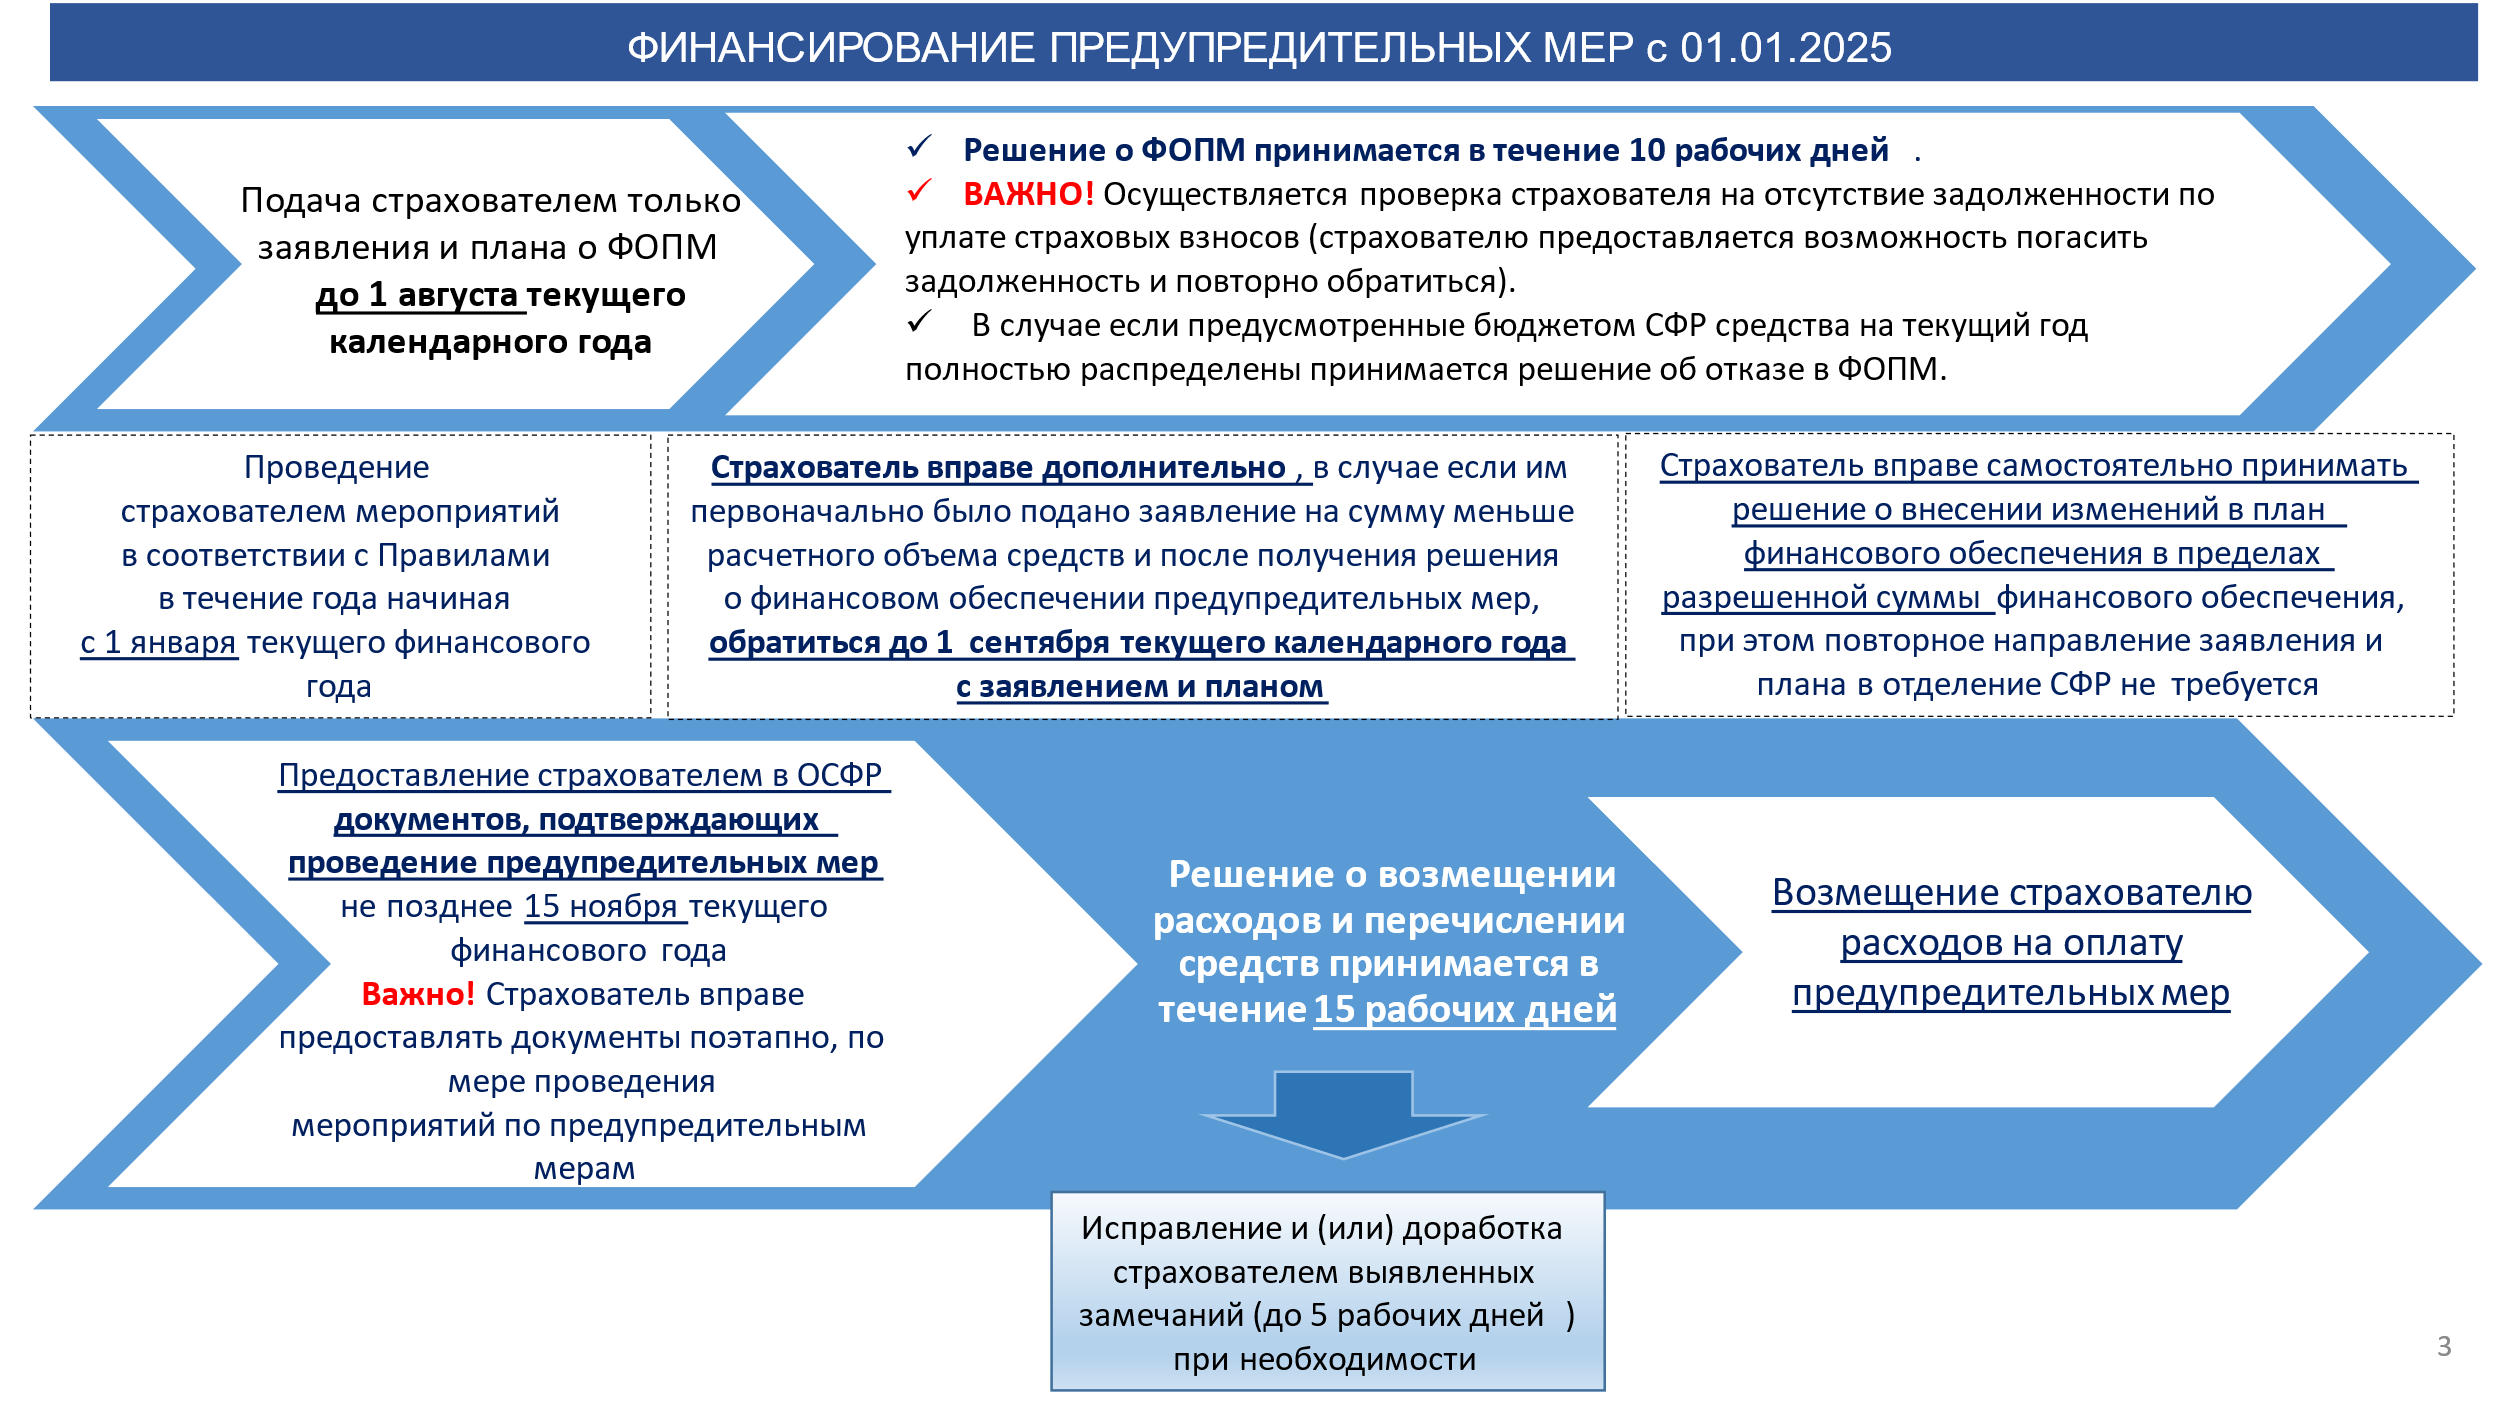 ФИНАНСИРОВАНИЕ ПРЕДУПРЕДИТЕЛЬНЫХ МЕР с 01.01.2025
Подача страхователем только
заявления и плана о ФОПМ
до 1 августа текущего
календарного года
✓ Решение о ФОПМ принимается в течение 10 рабочих дней .
✓ ВАЖНО! Осуществляется проверка страхователя на отсутствие задолженности по
уплате страховых взносов (страхователю предоставляется возможность погасить
задолженность и повторно обратиться).
✓ В случае если предусмотренные бюджетом СФР средства на текущий год
полностью распределены принимается решение об отказе в ФОПМ.
Проведение
страхователем мероприятий
в соответствии с Правилами
в течение года начиная
с 1 января текущего финансового
года
Страхователь вправе дополнительно , в случае если им
первоначально было подано заявление на сумму меньше
расчетного объема средств и после получения решения
о финансовом обеспечении предупредительных мер,
обратиться до 1 сентября текущего календарного года
с заявлением и планом
Страхователь вправе самостоятельно принимать
решение о внесении изменений в план
финансового обеспечения в пределах
разрешенной суммы финансового обеспечения,
при этом повторное направление заявления и
плана в отделение СФР не требуется
Предоставление страхователем в ОСФР
документов, подтверждающих
проведение предупредительных мер
не позднее 15 ноября текущего
финансового года
Важно! Страхователь вправе
предоставлять документы поэтапно, по
мере проведения
мероприятий по предупредительным
мерам
Решение о возмещении
расходов и перечислении
средств принимается в
течение 15 рабочих дней
Возмещение страхователю
расходов на оплату
предупредительных мер
Исправление и (или) доработка
страхователем выявленных
замечаний (до 5 рабочих дней )
при необходимости
3